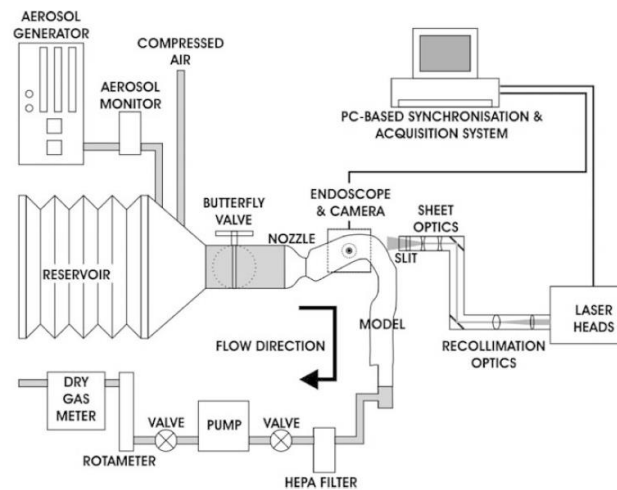 AEROSOL
GENERATOR
COMPRESSED
AIR
AEROSOL
MONITOR
PC-BASED SYNCHRONISATION &
ACQUISITION SYSTEM
BUTTERFLY
VALVE
ENDOSCOPE
& CAMERA
SHEET
OPTICS
NOZZLE
SLIT
RESERVOIR
LASER
HEADS
MODEL
FLOW
DIRECTION
RECOLLIMATION
OPTICS
DRY
GAS
METER
VALVE
PUMP
VALVE
ROTAMETER
HEPA FILTER